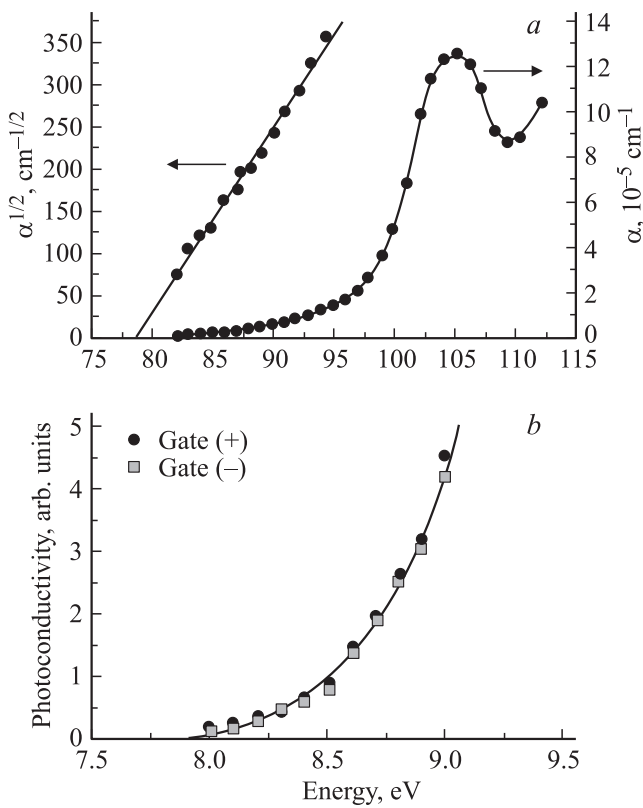 a
α^1/2, cm^−1/2
350
300
250
200
150
100
50
0
14
12
10
8
6
4
2
0
α, 10^−5 cm^−1
75 80 85 90 95 100 105 110 115
b
Gate (+)
Gate (−)
Photoconductivity, arb. units
5
4
3
2
1
0
7.5 8.0 8.5 9.0 9.5
Energy, eV